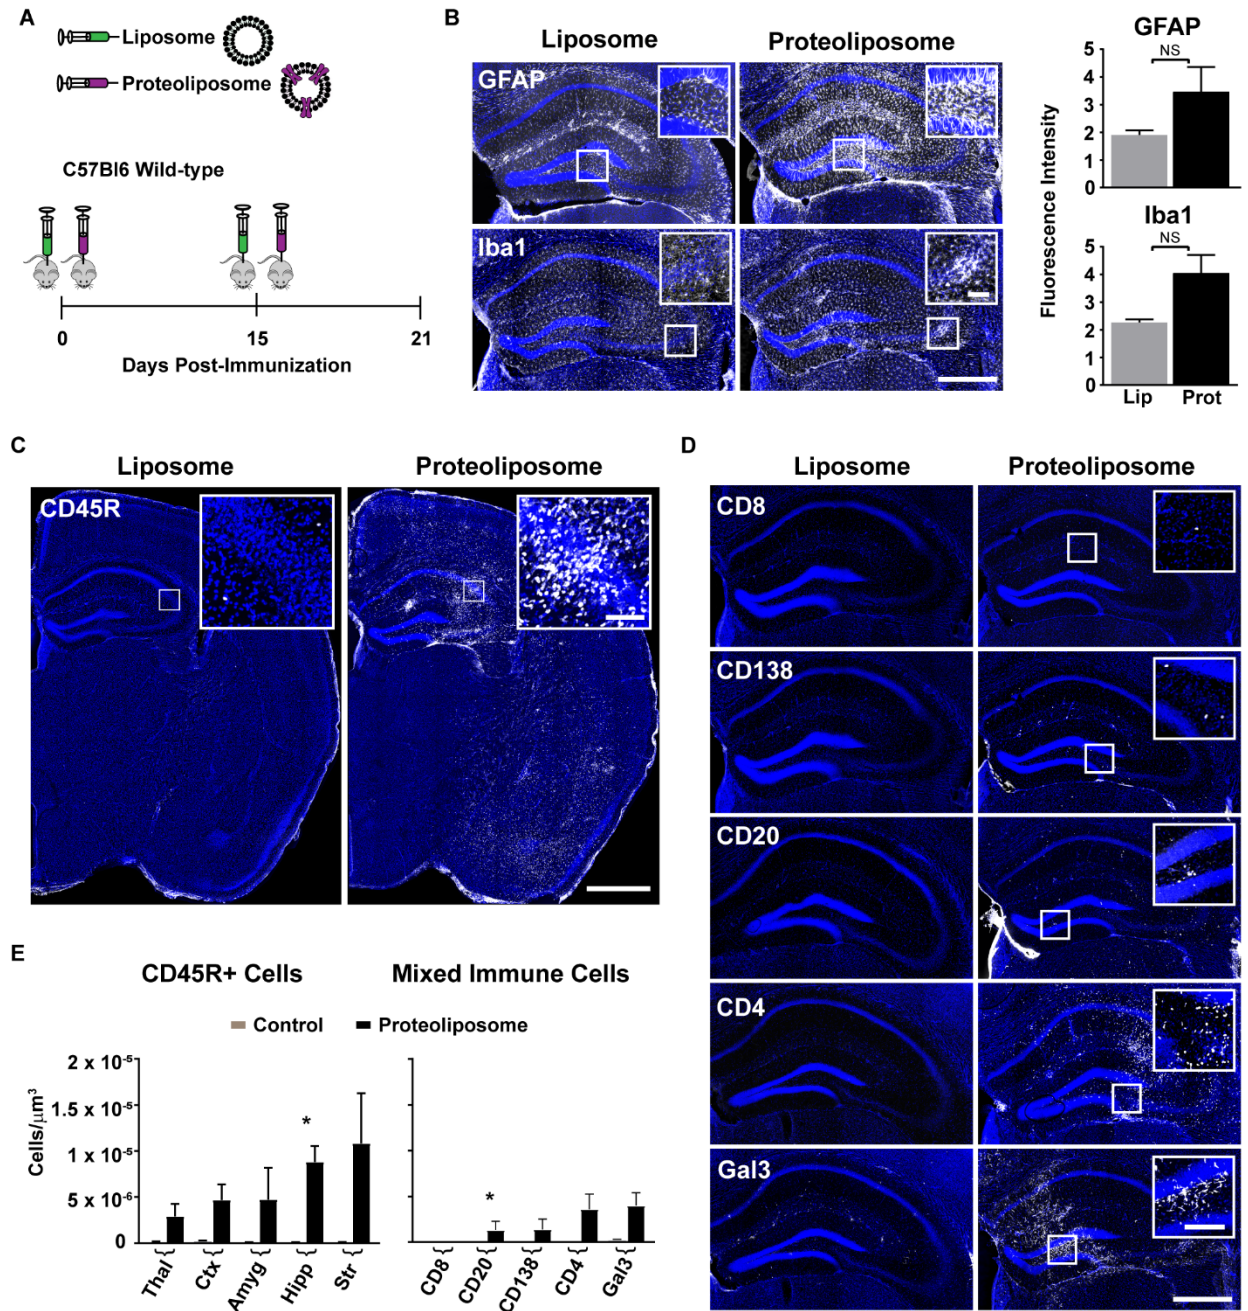 A
Liposome
Proteoliposome
C57Bl6 Wild-type
0 15 21
Days Post-Immunization
B
Liposome Proteoliposome
GFAP
Iba1
GFAP
NS
5
4
3
2
1
0
Iba1
NS
5
4
3
2
1
0
Fluorescence Intensity
Lip Prot
C
Liposome Proteoliposome
CD45R
D
Liposome Proteoliposome
CD8
CD138
CD20
CD4
Gal3
E
CD45R+ Cells Mixed Immune Cells
Control Proteoliposome
Cells/μm³
2 x 10⁻⁵
1.5 x 10⁻⁵
1 x 10⁻⁵
5 x 10⁻⁶
0
*
*
Thal{ Ctx{ Amyg{ Hipp{ Str{
CD8{ CD20{ CD138{ CD4{ Gal3{